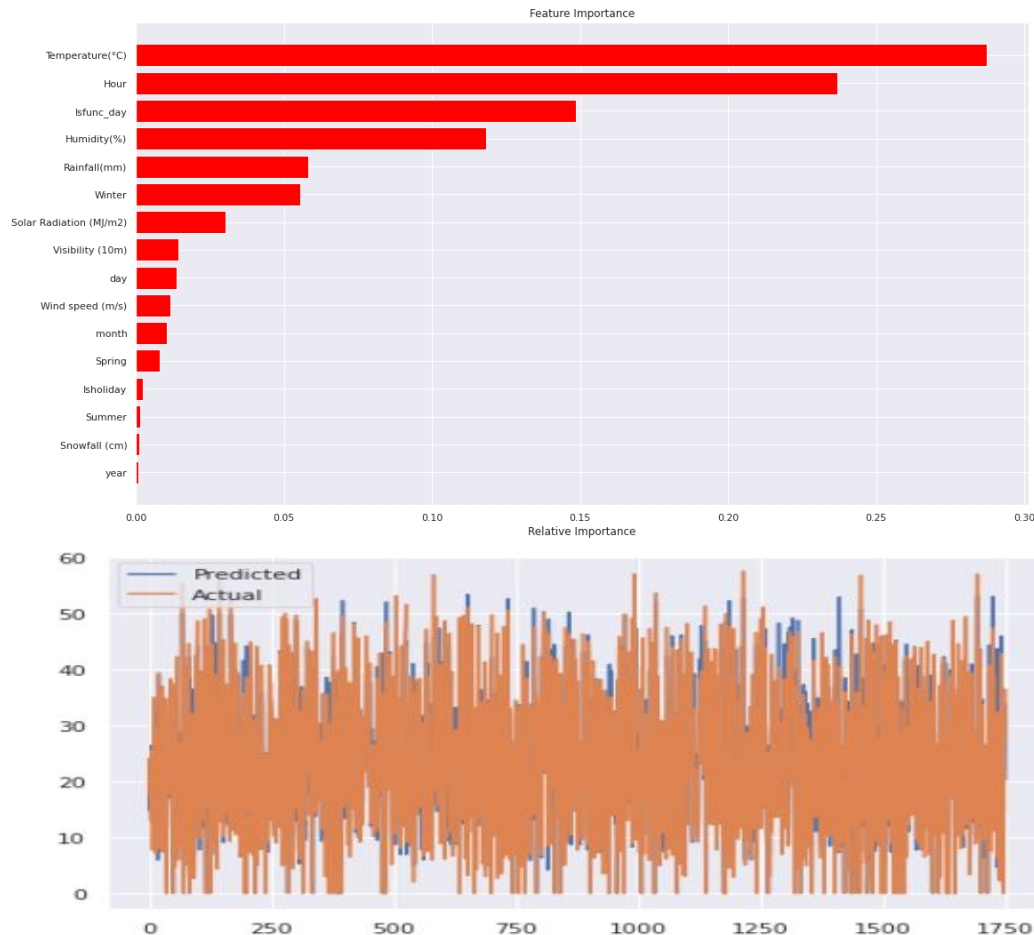 Feature Importance
Temperature(°C)
Hour
Isfunc_day
Humidity(%)
Rainfall(mm)
Winter
Solar Radiation (MJ/m2)
Visibility (10m)
day
Wind speed (m/s)
month
Spring
Isholiday
Summer
Snowfall (cm)
year
0.00 0.05 0.10 0.15 0.20 0.25 0.30
Relative Importance
60
50
40
30
20
10
0
Predicted
Actual
0 250 500 750 1000 1250 1500 1750